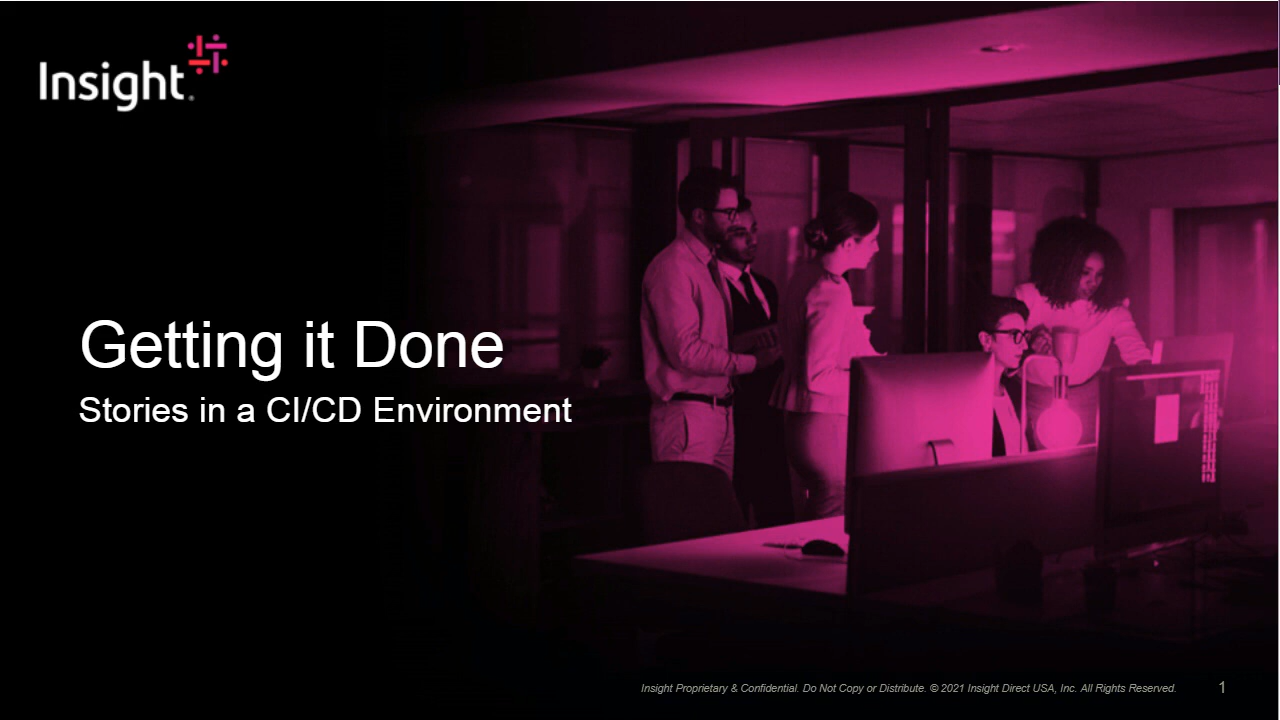 Insight
Getting it Done
Stories in a CI/CD Environment
Insight Proprietary & Confidential. Do Not Copy or Distribute. © 2021 Insight Direct USA, Inc. All Rights Reserved. 1